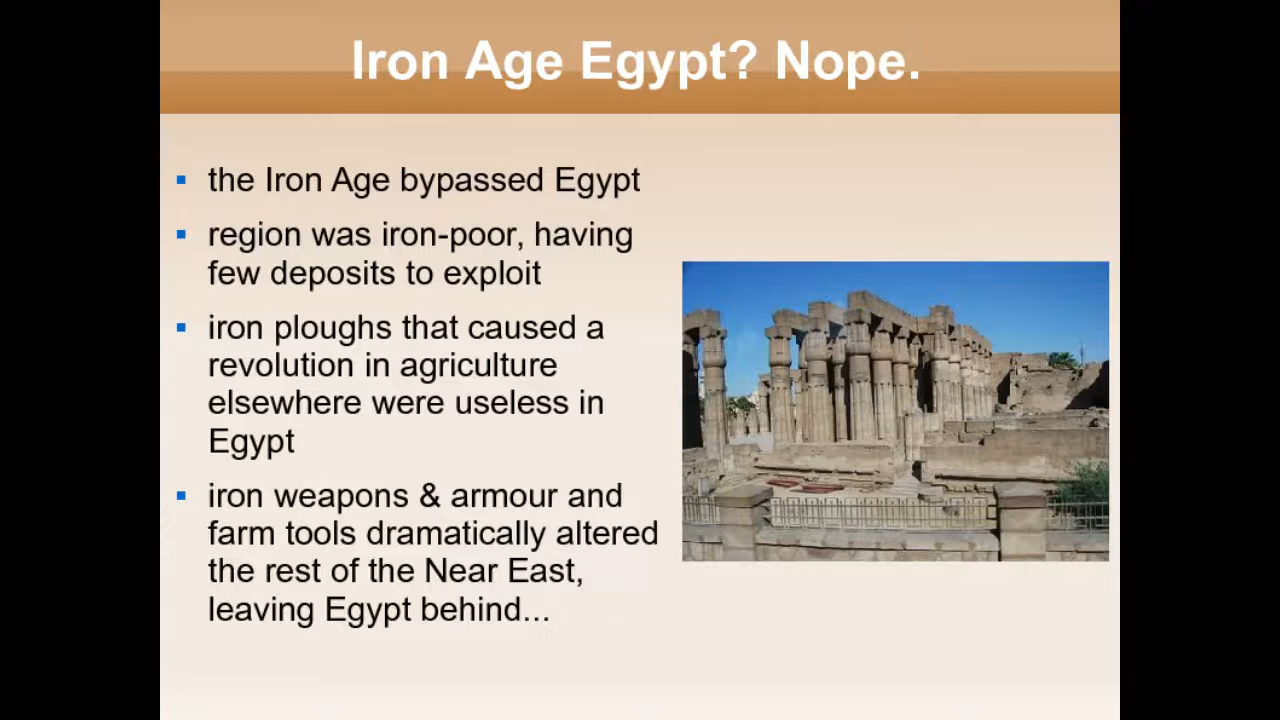 Iron Age Egypt? Nope.
the Iron Age bypassed Egypt
region was iron-poor, having
few deposits to exploit
iron ploughs that caused a
revolution in agriculture
elsewhere were useless in
Egypt
iron weapons & armour and
farm tools dramatically altered
the rest of the Near East,
leaving Egypt behind...